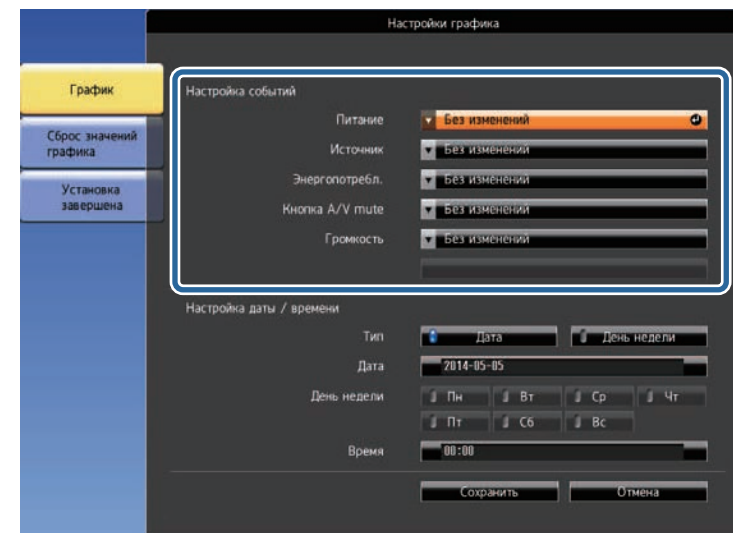 Настройки графика
График
Сброс значений
графика
Установка
завершена
Настройка событий
Питание Без изменений
Источник Без изменений
Энергопотребл. Без изменений
Кнопка A/V mute Без изменений
Громкость Без изменений
Настройка даты / времени
Тип Дата День недели
Дата 2014-05-05
День недели Пн Вт Ср Чт
Пт Сб Вс
Время 00:00
Сохранить Отмена